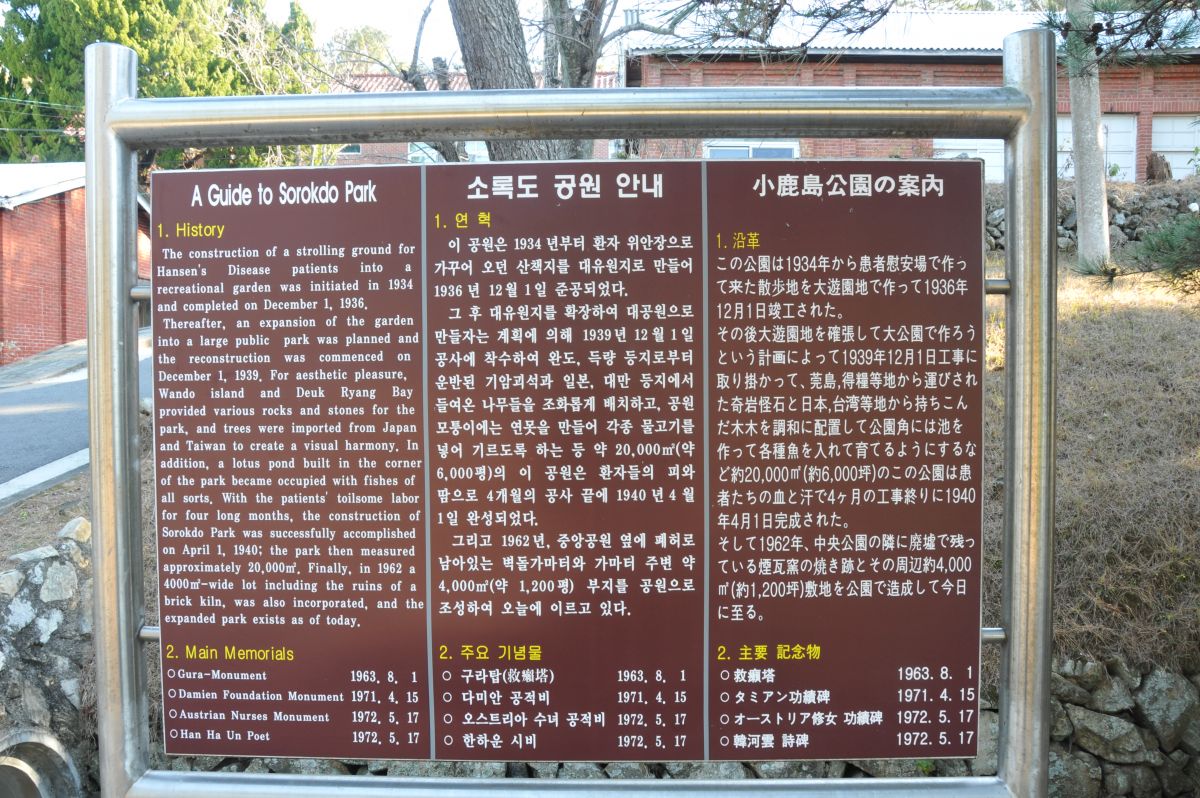 A Guide to Sorokdo Park
1. History
The construction of a strolling ground for
Hansen's Disease patients into a
recreational garden was initiated in 1934
and completed on December 1, 1936.
Thereafter, an expansion of the garden
into a large public park was planned and
the reconstruction was commenced on
December 1, 1939. For aesthetic pleasure,
Wando island and Deuk Ryang Bay
provided various rocks and stones for the
park, and trees were imported from Japan
and Taiwan to create a visual harmony. In
addition, a lotus pond built in the corner
of the park became occupied with fishes of
all sorts. With the patients' toilsome labor
for four long months, the construction of
Sorokdo Park was successfully accomplished
on April 1, 1940; the park then measured
approximately 20,000㎡. Finally, in 1962 a
4000㎡-wide lot including the ruins of a
brick kiln, was also incorporated, and the
expanded park exists as of today.
2. Main Memorials
○Gura-Monument 1963. 8. 1
○Damien Foundation Monument 1971. 4. 15
○Austrian Nurses Monument 1972. 5. 17
○Han Ha Un Poet 1972. 5. 17
소록도 공원 안내
1. 연 혁
이 공원은 1934년부터 환자 위안장으로
가꾸어 오던 산책지를 대유원지로 만들어
1936년 12월 1일 준공되었다.
그 후 대유원지를 확장하여 대공원으로
만들자는 계획에 의해 1939년 12월 1일
공사에 착수하여 완도, 득량 등지로부터
운반된 기암괴석과 일본, 대만 등지에서
들여온 나무들을 조화롭게 배치하고, 공원
모퉁이에는 연못을 만들어 각종 물고기를
넣어 기르도록 하는 등 약 20,000㎡(약
6,000평)의 이 공원은 환자들의 피와
땀으로 4개월의 공사 끝에 1940년 4월
1일 완성되었다.
그리고 1962년, 중앙공원 옆에 폐허로
남아있는 벽돌가마터와 가마터 주변 약
4,000㎡(약 1,200평) 부지를 공원으로
조성하여 오늘에 이르고 있다.
2. 주요 기념물
○ 구라탑(救癩塔) 1963. 8. 1
○ 다미안 공적비 1971. 4. 15
○ 오스트리아 수녀 공적비 1972. 5. 17
○ 한하운 시비 1972. 5. 17
小鹿島公園の案內
1. 沿革
この公園は1934年から患者慰安場で作っ
て来た散歩地を大遊園地で作って1936年
12月1日竣工された。
その後大遊園地を確張して大公園で作ろう
という計画によって1939年12月1日工事に
取り掛かって、莞島,得糧等地から運びされ
た奇岩怪石と日本,台湾等地から持ちこん
だ木木を調和に配置して公園角には池を
作って各種魚を入れて育てるようにするな
ど約20,000㎡(約6,000坪)のこの公園は患
者たちの血と汗で4ヶ月の工事終りに1940
年4月1日完成された。
そして1962年、中央公園の隣に廃墟で残っ
ている煙瓦窯の焼き跡とその周辺約4,000
㎡(約1,200坪)敷地を公園で造成して今日
に至る。
2. 主要 記念物
○救癩塔 1963. 8. 1
○タミアン功績碑 1971. 4. 15
○オーストリア修女 功績碑 1972. 5. 17
○韓河雲 詩碑 1972. 5. 17